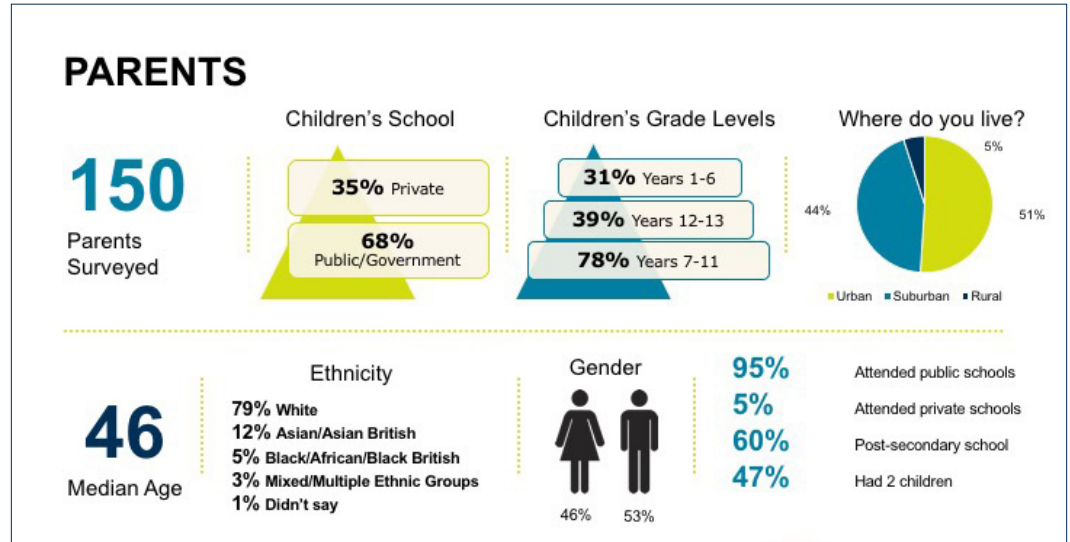 PARENTS
150
Parents
Surveyed
Children's School
35% Private
68%
Public/Government
Children's Grade Levels
31% Years 1-6
39% Years 12-13
78% Years 7-11
Where do you live?
5%
44%
51%
Urban Suburban Rural
46
Median Age
Ethnicity
79% White
12% Asian/Asian British
5% Black/African/Black British
3% Mixed/Multiple Ethnic Groups
1% Didn't say
Gender
46% 53%
95% Attended public schools
5% Attended private schools
60% Post-secondary school
47% Had 2 children